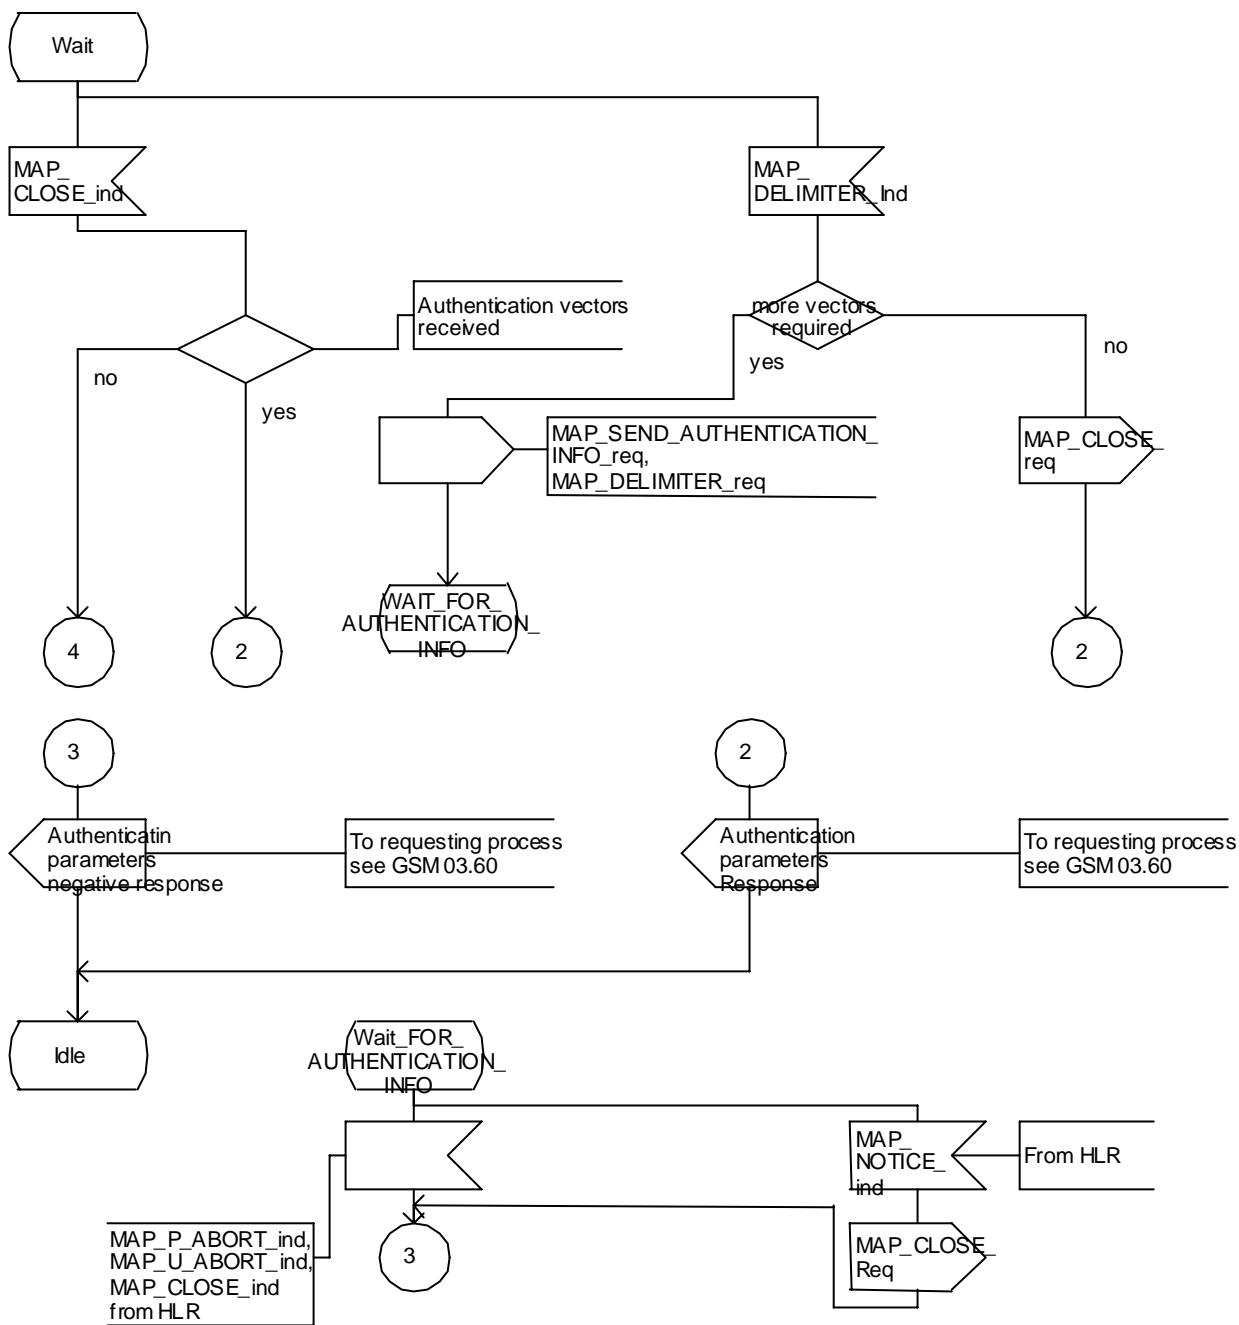 Wait
MAP_
CLOSE_ind
MAP_
DELIMITER_Ind
Authentication vectors
received
more vectors
required
no
yes
yes
no
MAP_SEND_AUTHENTICATION_
INFO_req,
MAP_DELIMITER_req
MAP_CLOSE_
req
WAIT_FOR_
AUTHENTICATION_
INFO
4
2
2
3
2
Authenticatin
parameters
negative response
To requesting process
see GSM 03.60
Authentication
parameters
Response
To requesting process
see GSM 03.60
Idle
Wait_FOR_
AUTHENTICATION_
INFO
MAP_
NOTICE_
ind
From HLR
MAP_P_ABORT_ind,
MAP_U_ABORT_ind,
MAP_CLOSE_ind
from HLR
3
MAP_CLOSE_
Req